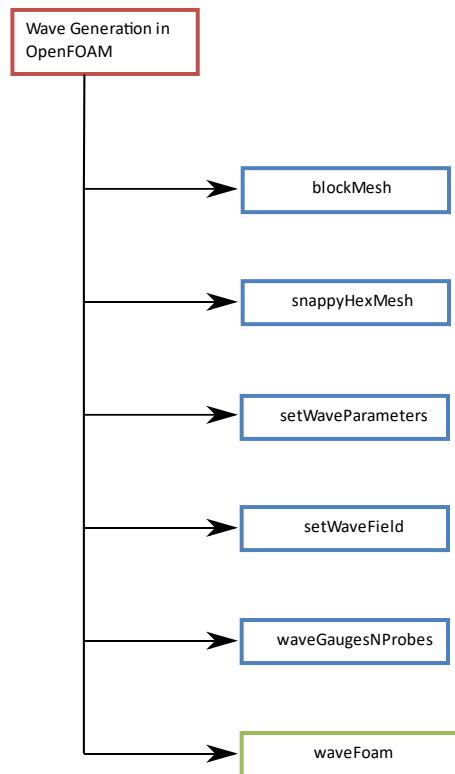 Wave Generation in
OpenFOAM
blockMesh
snappyHexMesh
setWaveParameters
setWaveField
waveGaugesNProbes
waveFoam